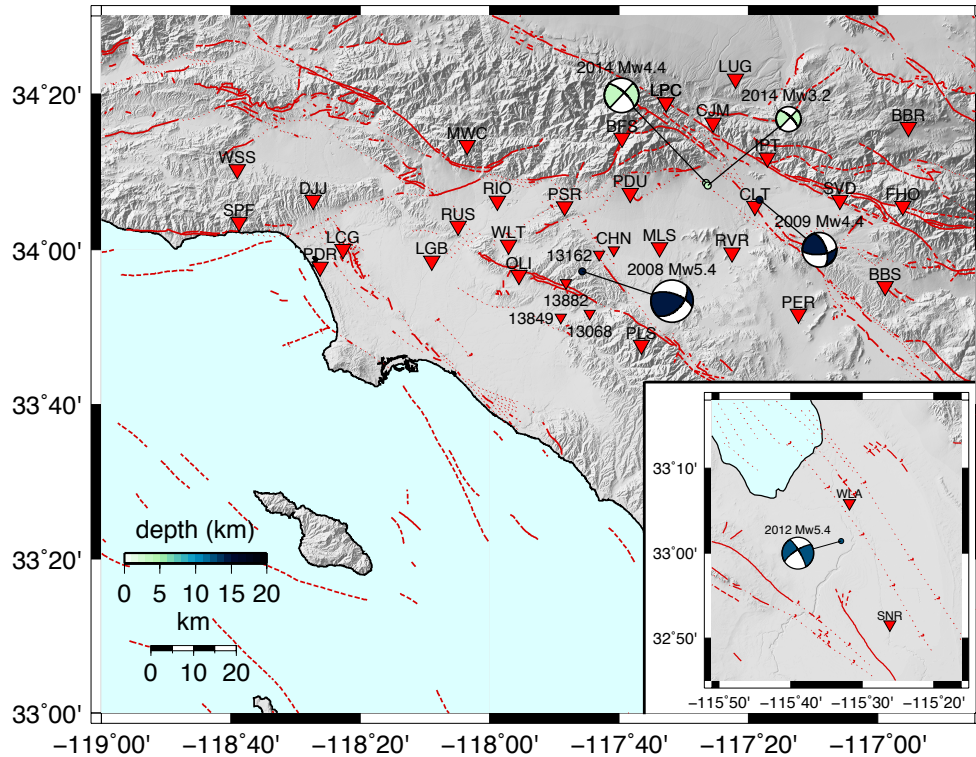 2014 Mw4.4
LUG
34°20'
LPC
2014 Mw3.2
CJM
BBR
MWC
BFS
WSS
IPT
DJJ
RIO
PSR
PDU
CLT
SVD
FHO
SPF
RUS
2009 Mw4.4
34°00'
LCG
WLT
CHN
MLS
RVR
PDR
LGB
13162
OLI
2008 Mw5.4
BBS
13882
PER
13849
13068
PLS
33°40'
33°10'
WLA
depth (km)
2012 Mw5.4
33°20'
33°00'
0 5 10 15 20
km
SNR
32°50'
0 10 20
−115°50' −115°40' −115°30' −115°20'
33°00'
−119°00' −118°40' −118°20' −118°00' −117°40' −117°20' −117°00'